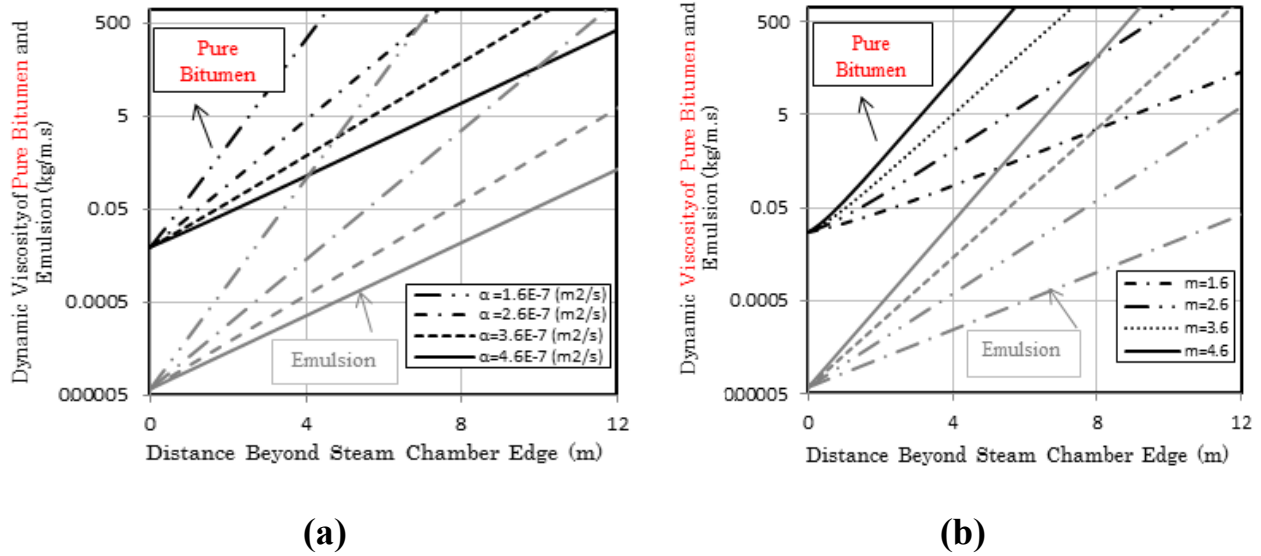 Dynamic Viscosity of Pure Bitumen and
Emulsion (kg/m.s)
500
5
0.05
0.0005
0.00005
Pure
Bitumen
α=1.6E-7 (m2/s)
α=2.6E-7 (m2/s)
α=3.6E-7 (m2/s)
α=4.6E-7 (m2/s)
Emulsion
0
4
8
12
Distance Beyond Steam Chamber Edge (m)
(a)
Dynamic Viscosity of Pure Bitumen and
Emulsion (kg/m.s)
500
5
0.05
0.0005
0.00005
Pure
Bitumen
m=1.6
m=2.6
m=3.6
m=4.6
Emulsion
0
4
8
12
Distance Beyond Steam Chamber Edge (m)
(b)